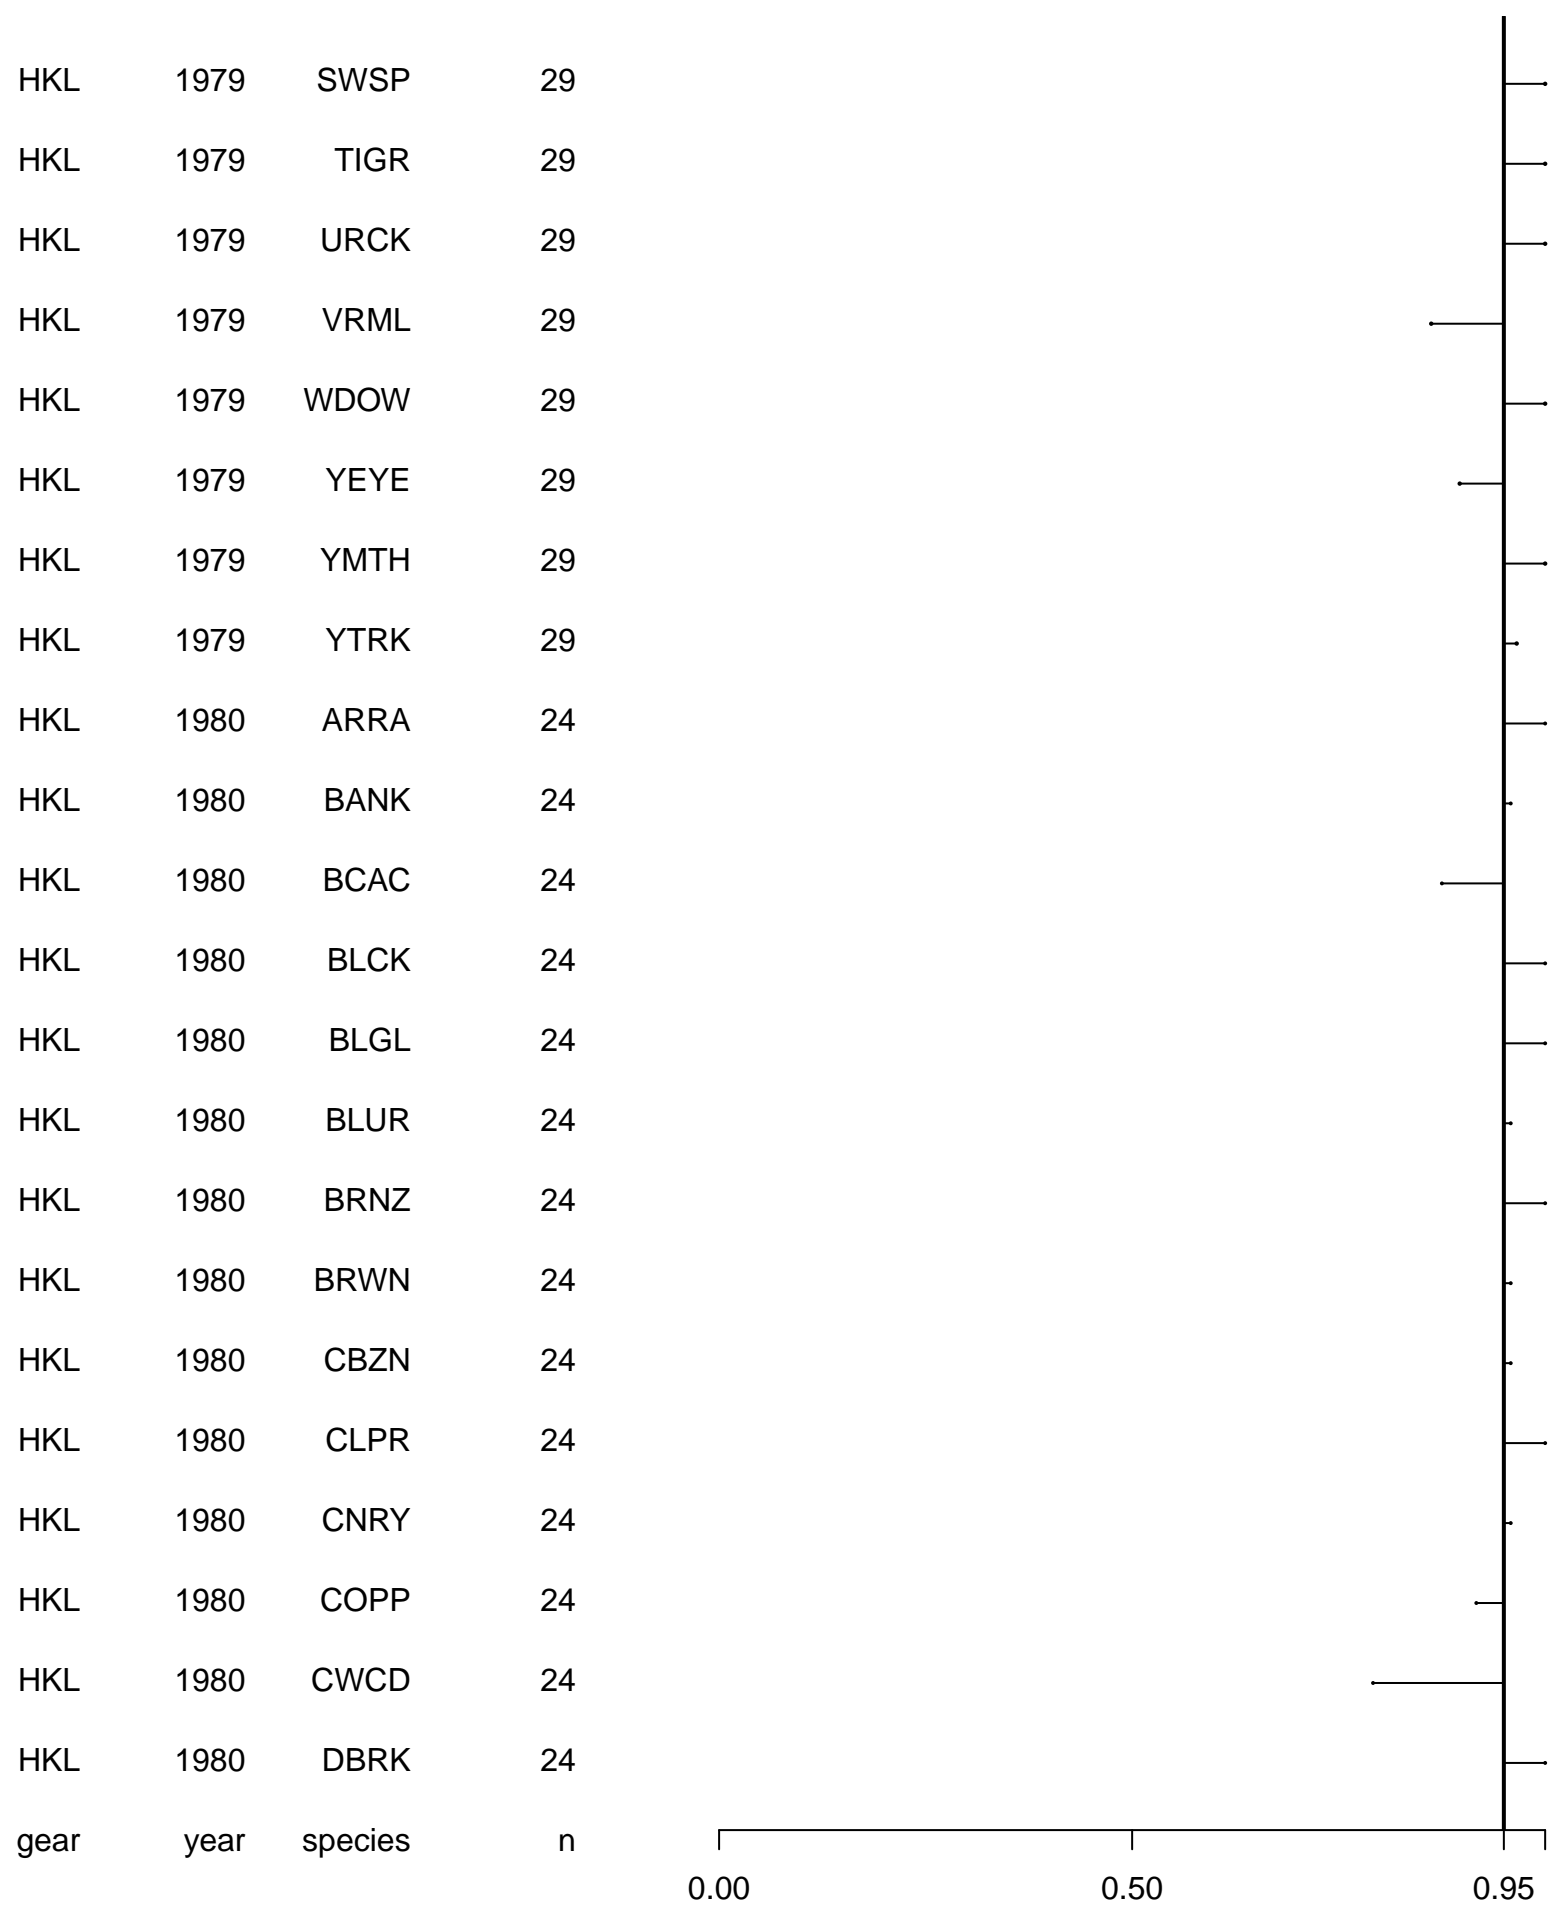 HKL 1979 SWSP 29
HKL 1979 TIGR 29
HKL 1979 URCK 29
HKL 1979 VRML 29
HKL 1979 WDOW 29
HKL 1979 YEYE 29
HKL 1979 YMTH 29
HKL 1979 YTRK 29
HKL 1980 ARRA 24
HKL 1980 BANK 24
HKL 1980 BCAC 24
HKL 1980 BLCK 24
HKL 1980 BLGL 24
HKL 1980 BLUR 24
HKL 1980 BRNZ 24
HKL 1980 BRWN 24
HKL 1980 CBZN 24
HKL 1980 CLPR 24
HKL 1980 CNRY 24
HKL 1980 COPP 24
HKL 1980 CWCD 24
HKL 1980 DBRK 24
gear year species n
0.00 0.50 0.95